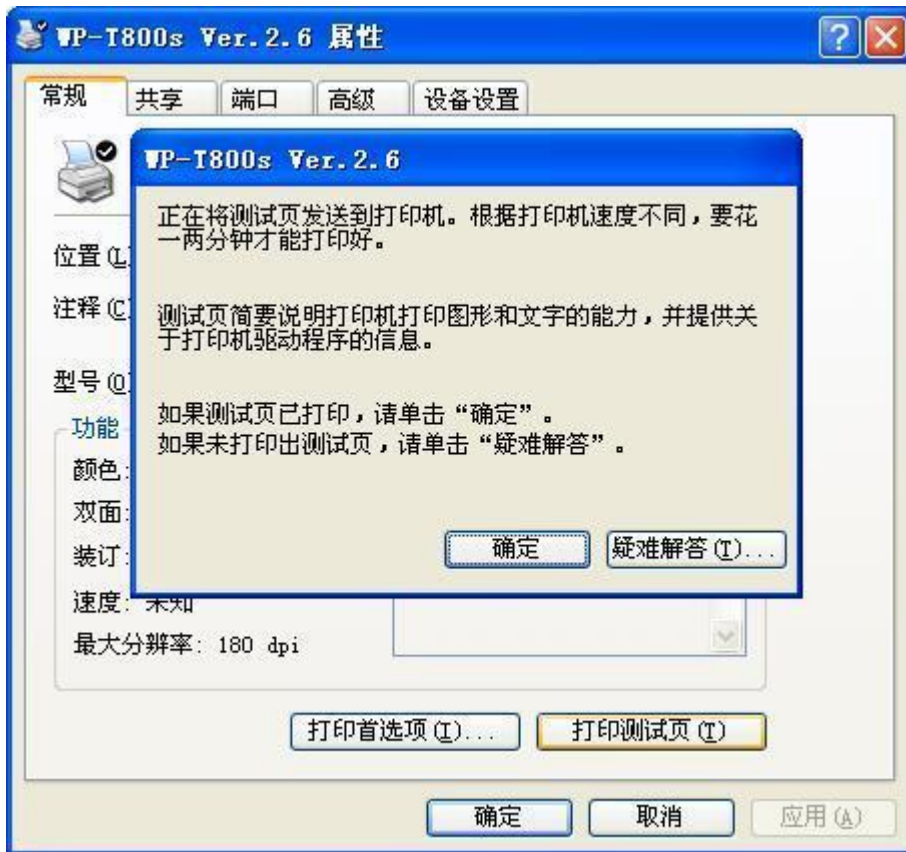 WP-T800s Ver.2.6 属性
常规
共享
端口
高级
设备设置
WP-T800s Ver.2.6
正在将测试页发送到打印机。根据打印机速度不同，要花
一两分钟才能打印好。
测试页简要说明打印机打印图形和文字的能力，并提供关
于打印机驱动程序的信息。
如果测试页已打印，请单击“确定”。
如果未打印出测试页，请单击“疑难解答”。
确定
疑难解答(T)...
位置(L)
注释(C)
型号(O)
功能
颜色:
双面:
装订:
速度: 未知
最大分辨率: 180 dpi
打印首选项(I)...
打印测试页(T)
确定
取消
应用(A)